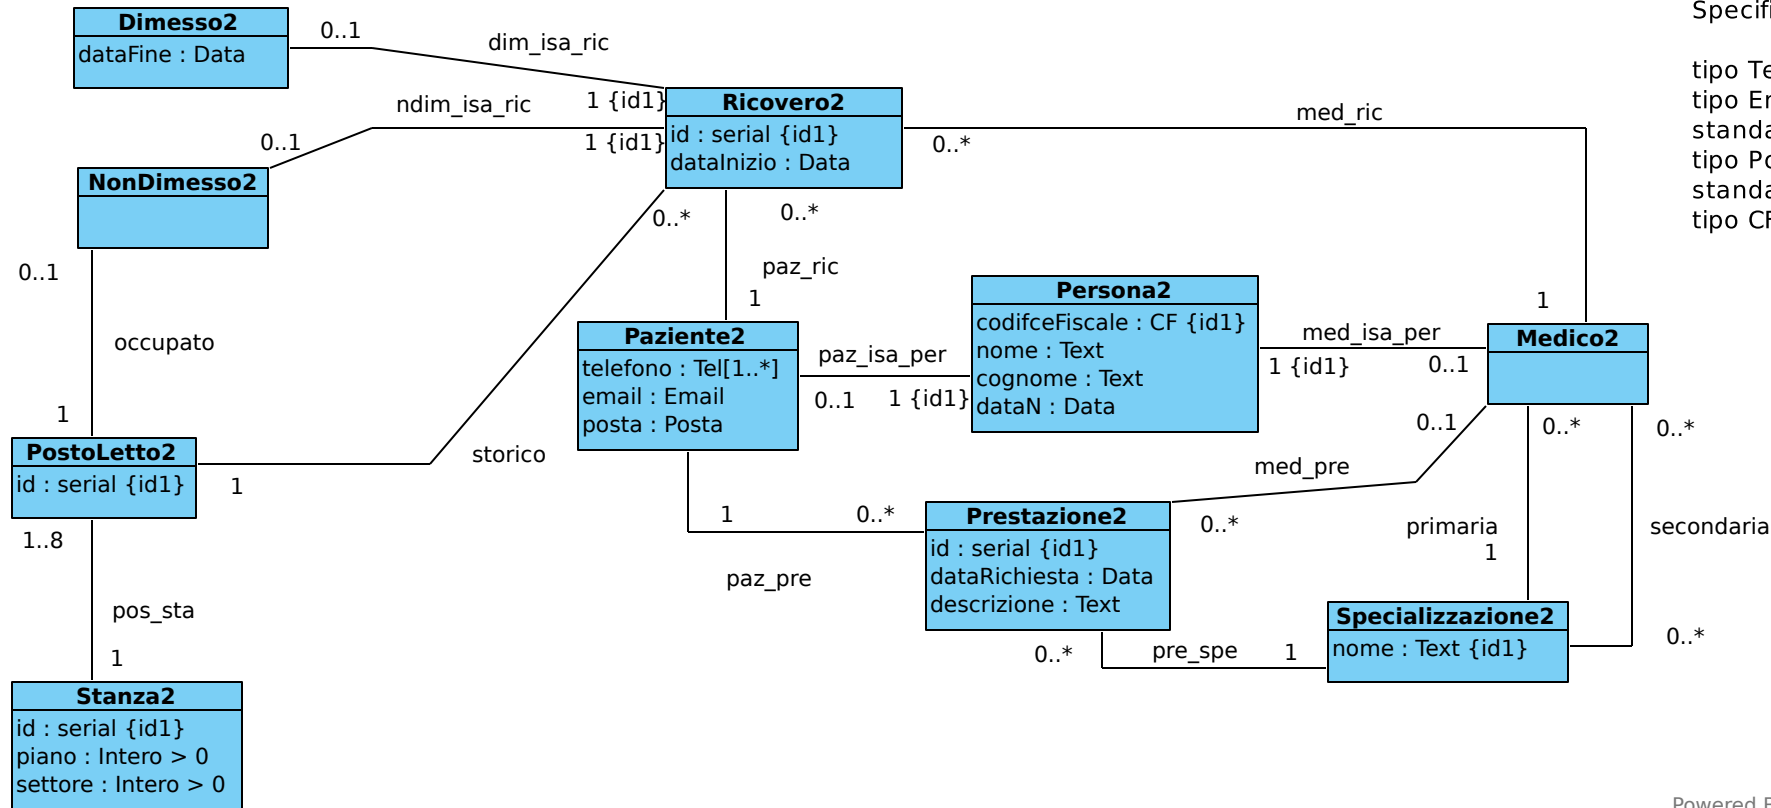 Dimesso2
dataFine : Data
0..1
dim_isa_ric
ndim_isa_ric
1 {id1}
0..1
1 {id1}
Ricovero2
id : serial {id1}
dataInizio : Data
med_ric
0..*
NonDimesso2
0..*
0..*
0..1
paz_ric
1
occupato
1
Paziente2
telefono : Tel[1..*]
email : Email
posta : Posta
paz_isa_per
0..1
1 {id1}
Persona2
codifceFiscale : CF {id1}
nome : Text
cognome : Text
dataN : Data
med_isa_per
1 {id1}
0..1
1
Medico2
PostoLetto2
id : serial {id1}
1
storico
0..1
0..*
0..*
med_pre
1
0..*
Prestazione2
id : serial {id1}
dataRichiesta : Data
descrizione : Text
0..*
primaria
1
secondaria
1..8
paz_pre
pos_sta
1
0..*
pre_spe
1
Specializzazione2
nome : Text {id1}
0..*
Stanza2
id : serial {id1}
piano : Intero > 0
settore : Intero > 0
tipo
tipo
tipo
tipo
Powered